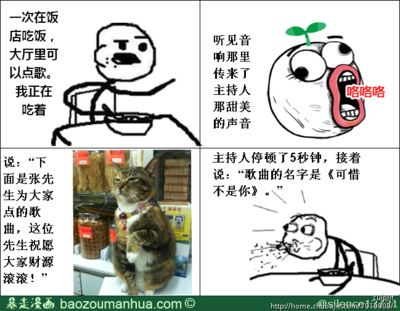 一次在饭
店吃饭，
大厅里可
以点歌。
我正在
吃着
听见音
响那里
传来了
主持人
那甜美
的声音
咯咯咯
说：“下
面是张先
生为大家
点的歌
曲，这位
先生祝愿
大家财源
滚滚！”
主持人停顿了5秒钟，接着
说：“歌曲的名字是《可惜
不是你》。”
暴走漫画 baozoumanhua.com